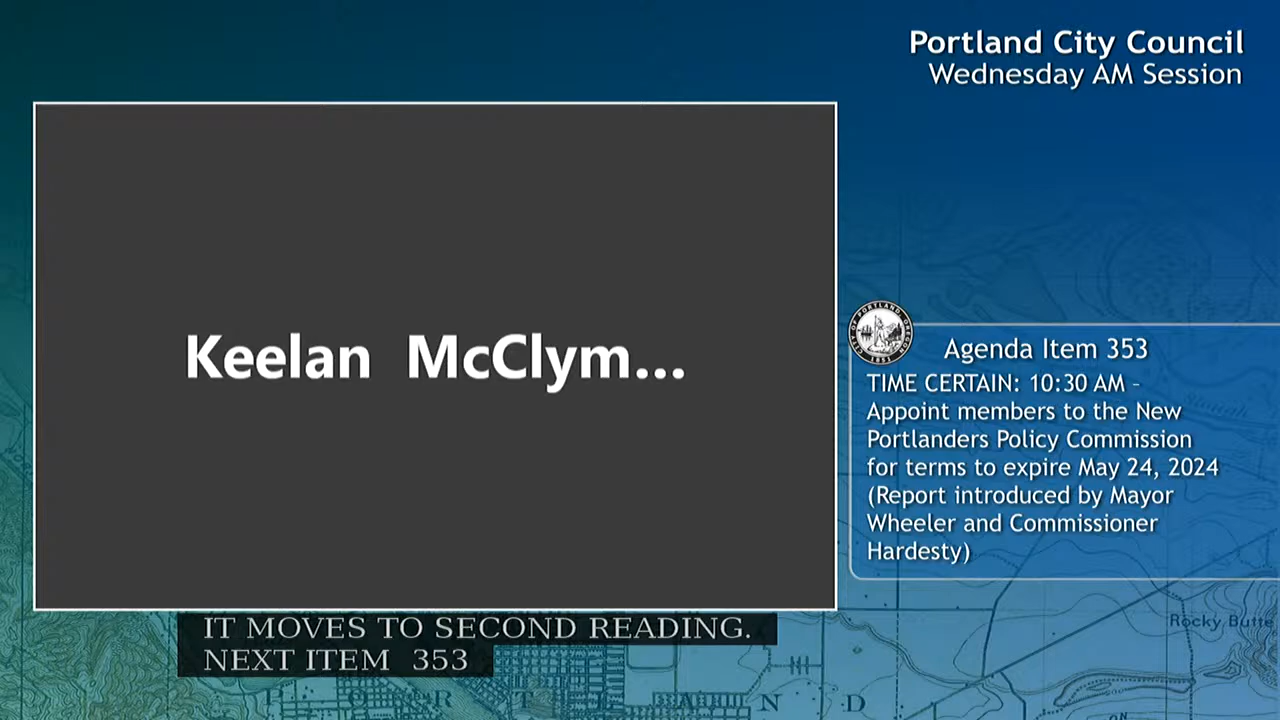 Portland City Council
Wednesday AM Session
Keelan McClym...
Agenda Item 353
TIME CERTAIN: 10:30 AM -
Appoint members to the New
Portlanders Policy Commission
for terms to expire May 24, 2024
(Report introduced by Mayor
Wheeler and Commissioner
Hardesty)
IT MOVES TO SECOND READING.
NEXT ITEM 353
Rocky Butte